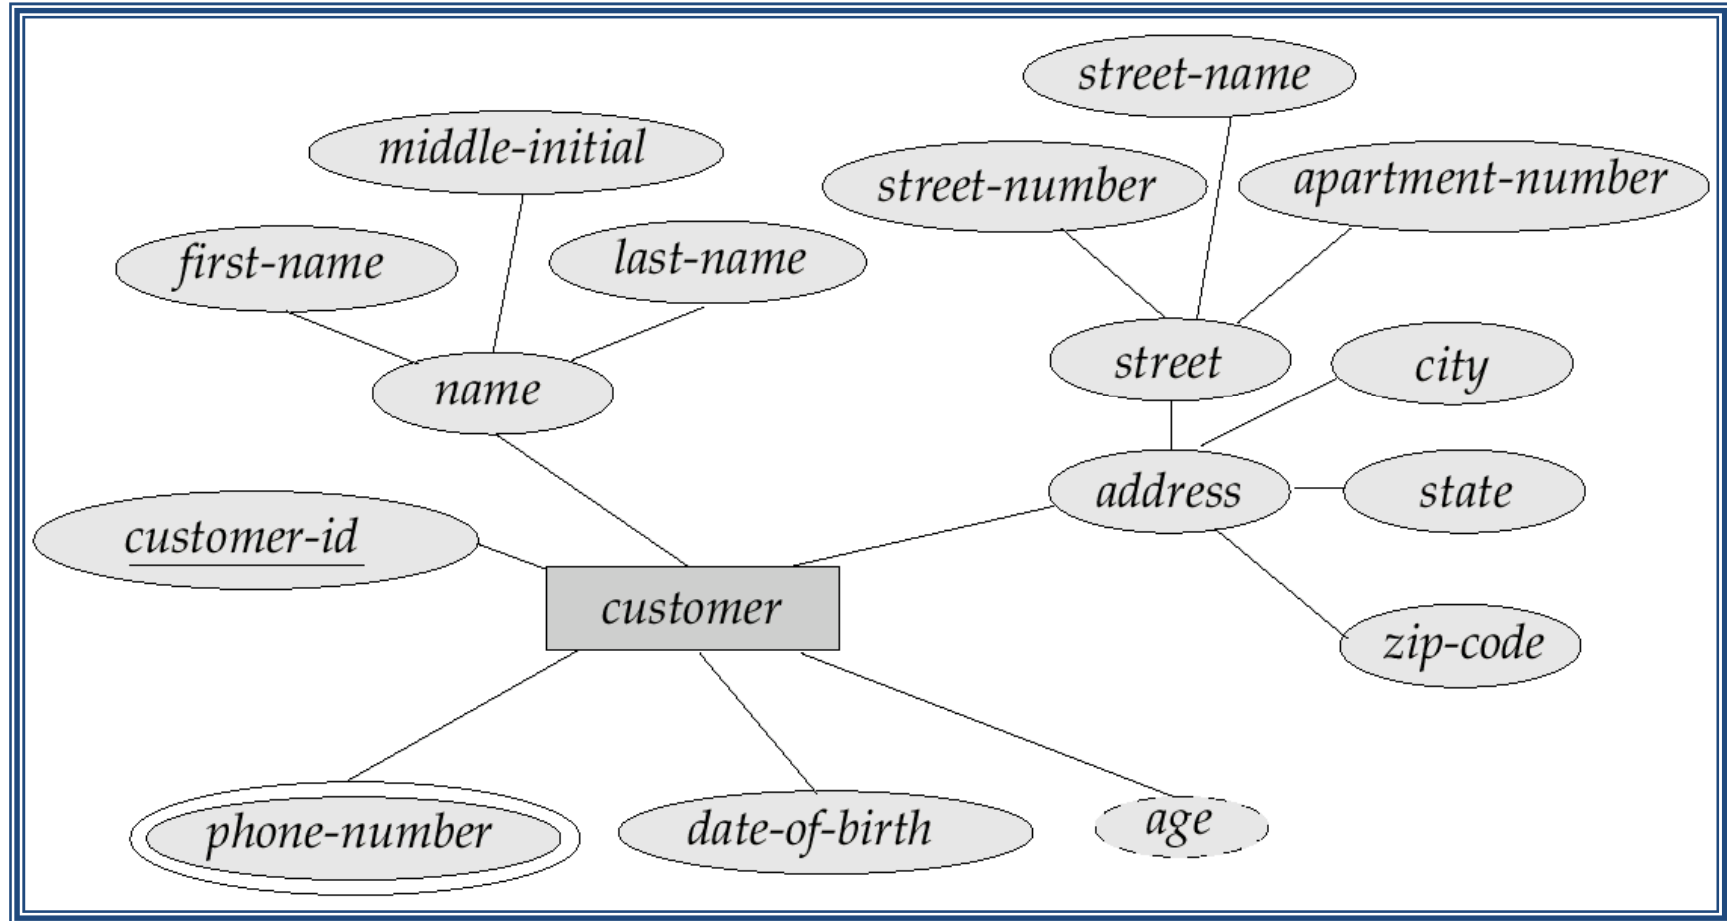 street-name
middle-initial
street-number
apartment-number
first-name
last-name
street
city
name
address
state
customer-id
customer
zip-code
phone-number
date-of-birth
age